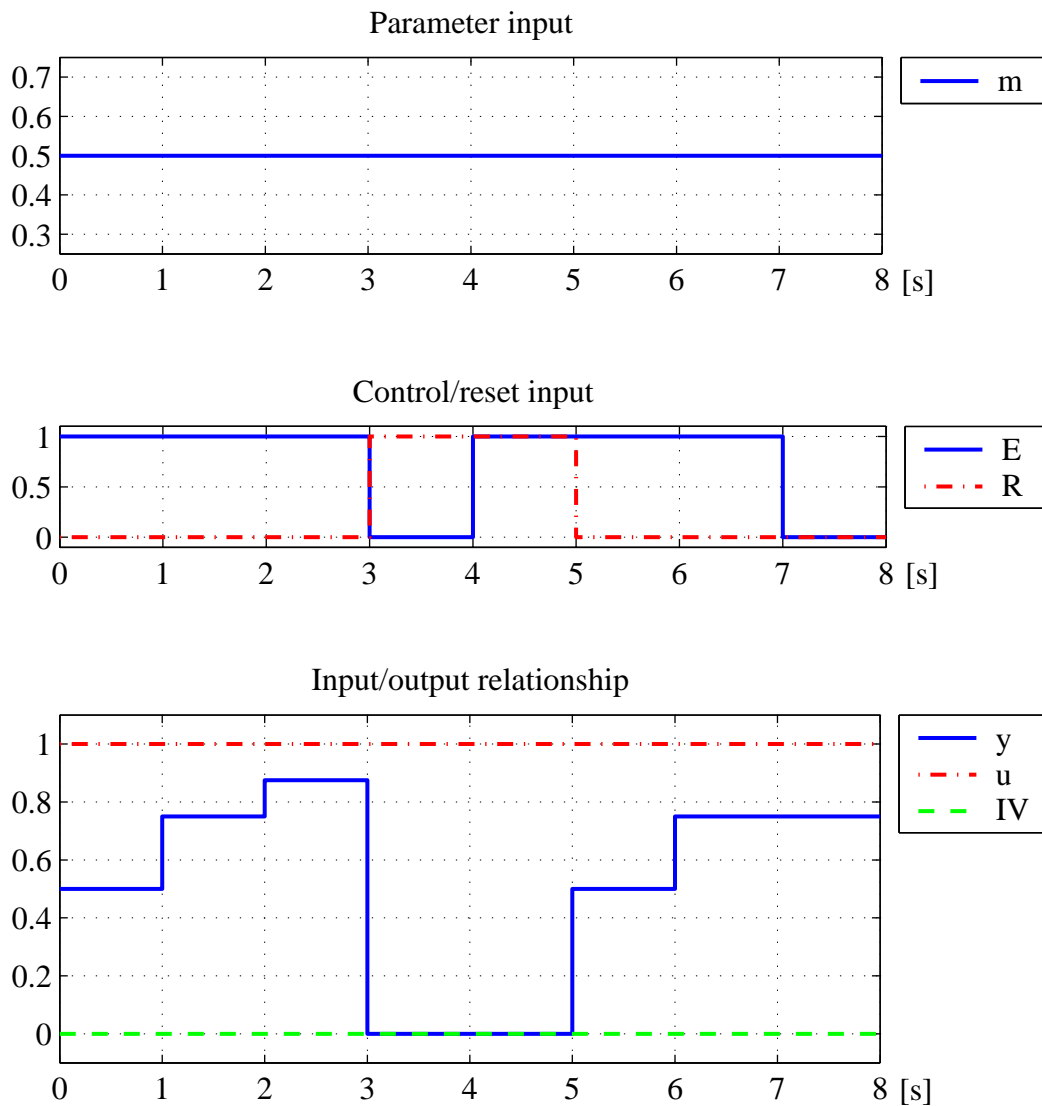 Parameter input
0.7
0.6
0.5
0.4
0.3
0 1 2 3 4 5 6 7 8 [s]
m
Control/reset input
1
0.5
0
0 1 2 3 4 5 6 7 8 [s]
E
R
Input/output relationship
1
0.8
0.6
0.4
0.2
0
0 1 2 3 4 5 6 7 8 [s]
y
u
IV